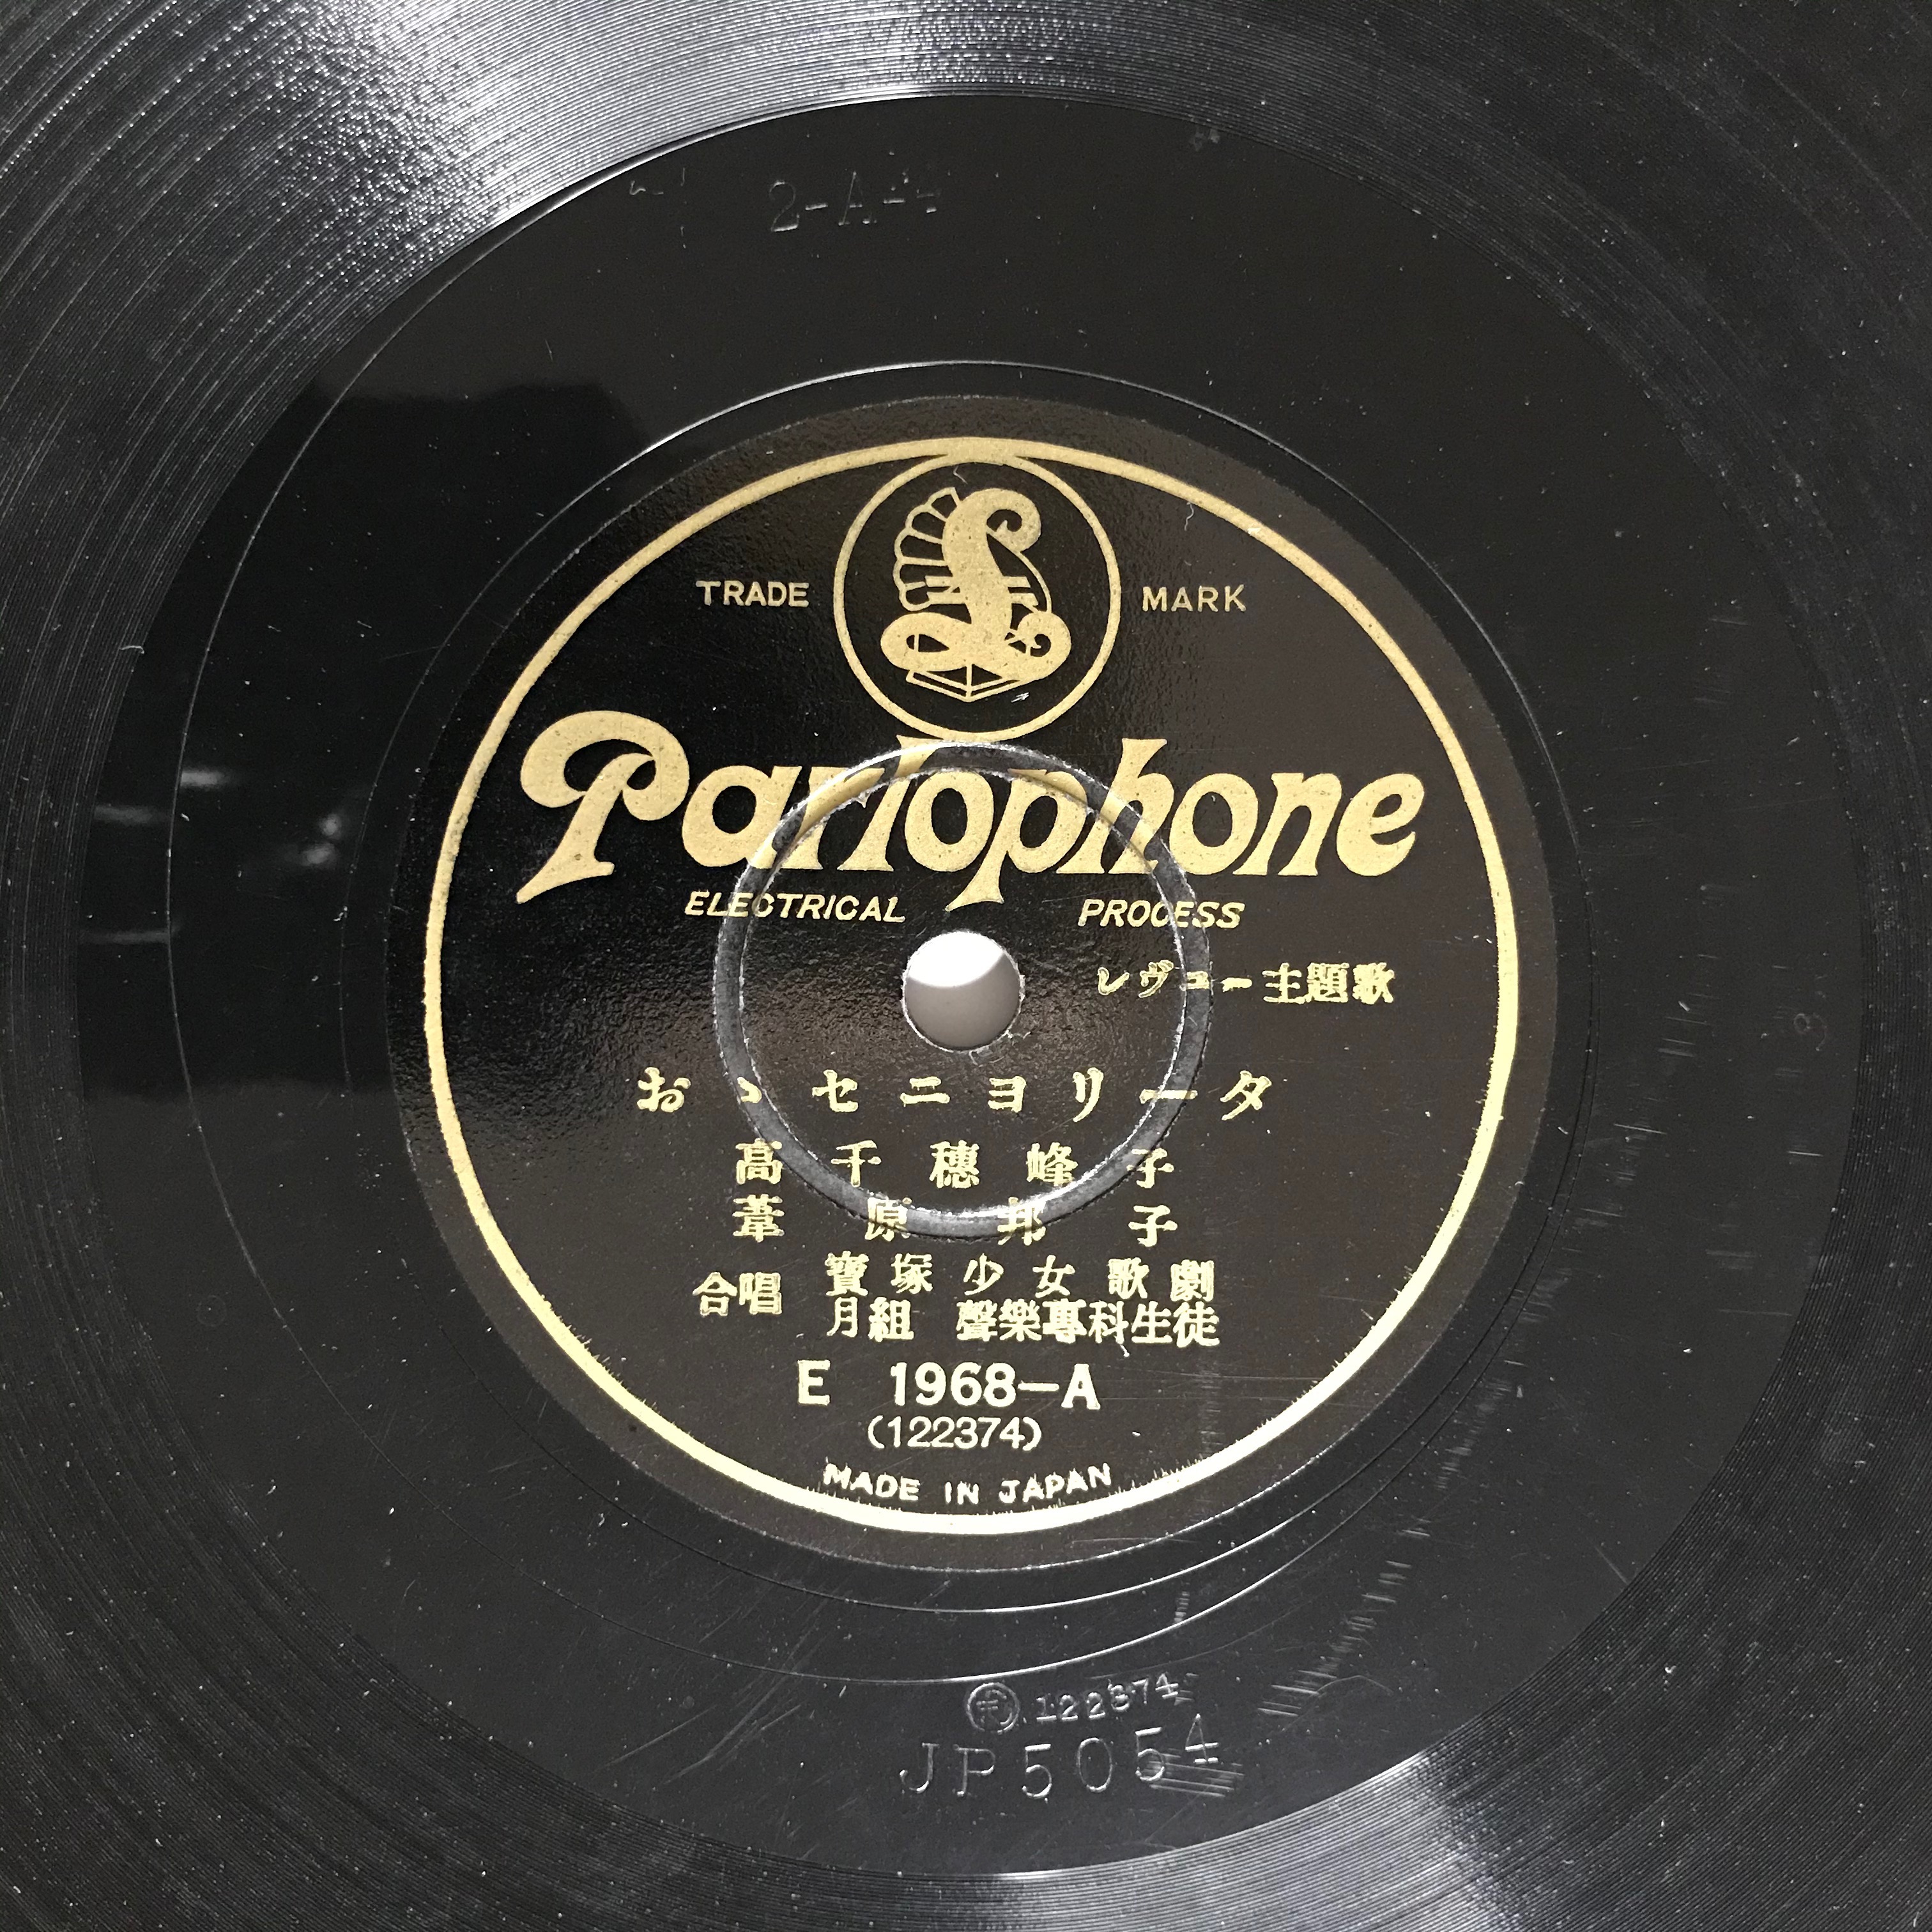 2-A-
TRADE MARK
Parlophone
ELECTRICAL PROCESS
レヴュー主題歌
おゝセニヨリータ
高千穗峰子
葦原邦子
合唱 寶塚少女歌劇
月組 聲樂專科生徒
E 1968-A
(122374)
MADE IN JAPAN
122374
JP5054